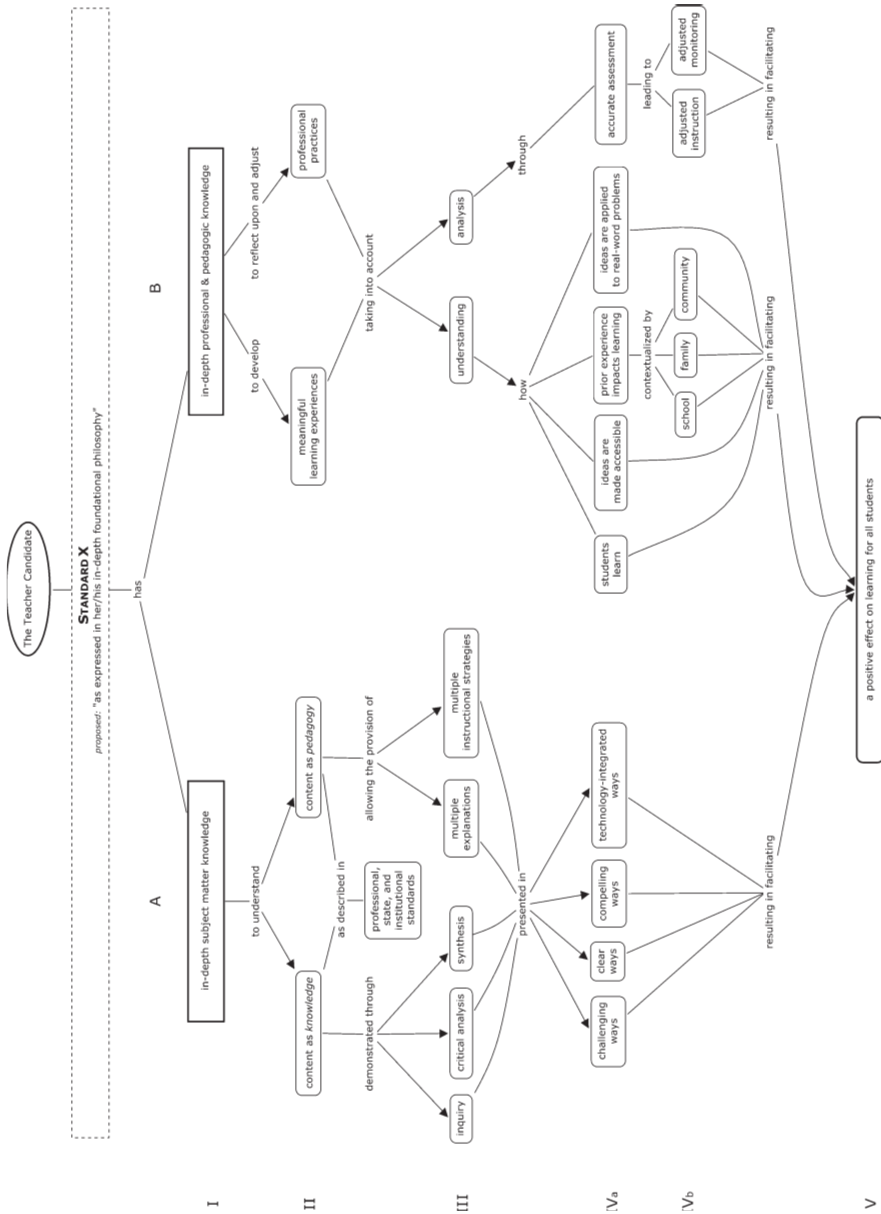 The Teacher Candidate
STANDARD X
proposed: "as expressed in her/his in-depth foundational philosophy"
has
A
B
I
in-depth subject matter knowledge
in-depth professional & pedagogic knowledge
to understand
to develop
to reflect upon and adjust
II
content as knowledge
content as pedagogy
meaningful
learning experiences
professional
practices
as described in
professional,
state, and
institutional
standards
demonstrated through
allowing the provision of
taking into account
III
inquiry
critical analysis
synthesis
multiple
explanations
multiple
instructional strategies
understanding
analysis
presented in
how
through
IVa
challenging
ways
clear
ways
compelling
ways
technology-integrated
ways
students
learn
ideas are
made accessible
prior experience
impacts learning
ideas are applied
to real-word problems
accurate assessment
contextualized by
leading to
IVb
school
family
community
adjusted
instruction
adjusted
monitoring
resulting in facilitating
resulting in facilitating
resulting in facilitating
V
a positive effect on learning for all students